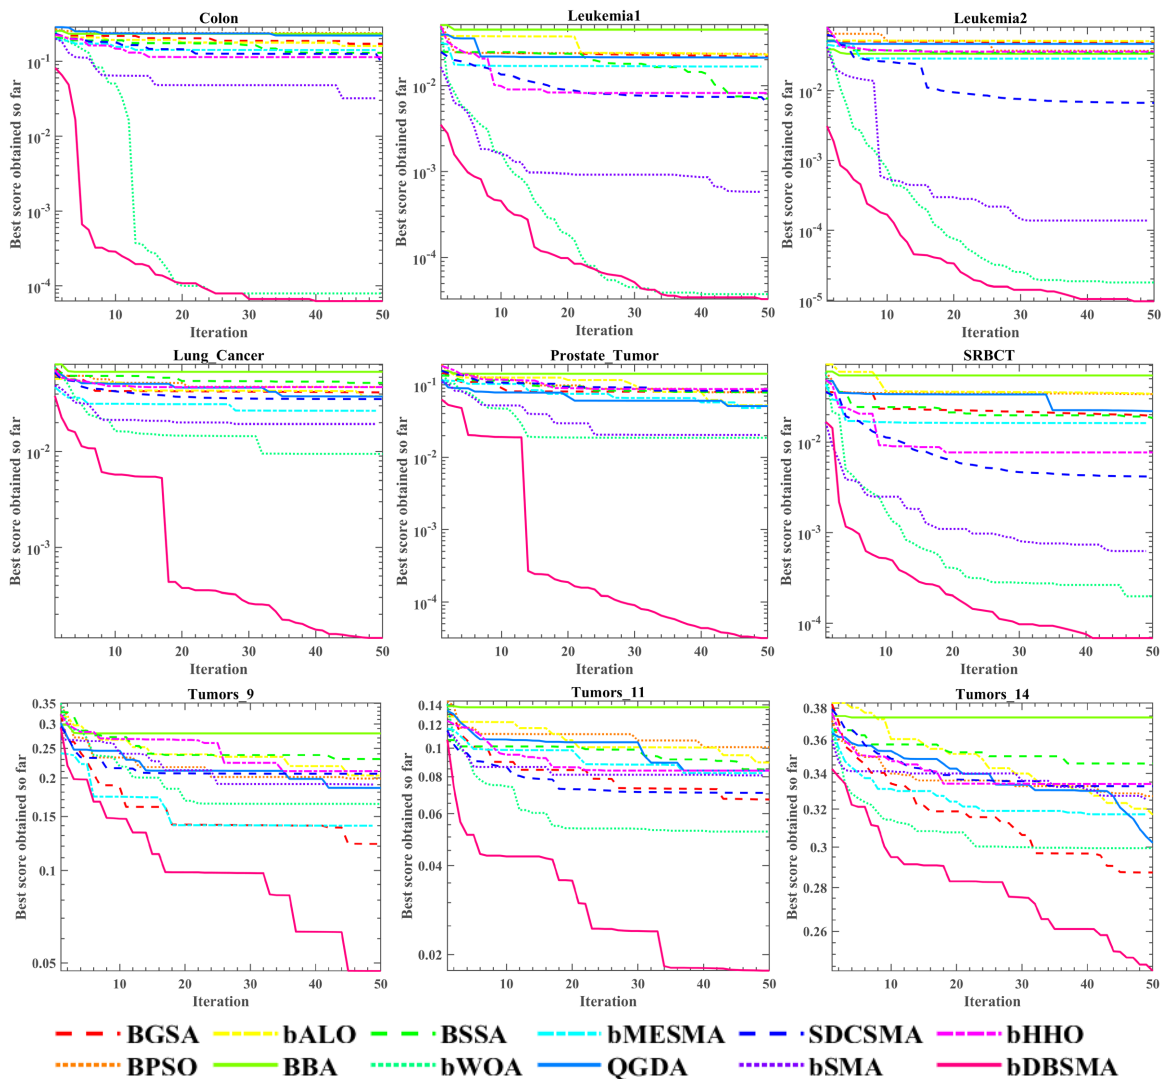 Colon
Leukemia1
Leukemia2
Best score obtained so far
10^-1
10^-2
10^-3
10^-4
10 20 30 40 50
Iteration
Best score obtained so far
10^-2
10^-3
10^-4
10 20 30 40 50
Iteration
Best score obtained so far
10^-2
10^-3
10^-4
10^-5
10 20 30 40 50
Iteration
Lung_Cancer
Prostate_Tumor
SRBCT
Best score obtained so far
10^-2
10^-3
10 20 30 40 50
Iteration
Best score obtained so far
10^-1
10^-2
10^-3
10^-4
10 20 30 40 50
Iteration
Best score obtained so far
10^-2
10^-3
10^-4
10 20 30 40 50
Iteration
Tumors_9
Tumors_11
Tumors_14
Best score obtained so far
0.35
0.3
0.25
0.2
0.15
0.1
0.05
10 20 30 40 50
Iteration
Best score obtained so far
0.14
0.12
0.1
0.08
0.06
0.04
0.02
10 20 30 40 50
Iteration
Best score obtained so far
0.38
0.36
0.34
0.32
0.3
0.28
0.26
10 20 30 40 50
Iteration
BGSA bALO BSSA bMESMA SDCSMA bHHO
BPSO BBA bWOA QGDA bSMA bDBSMA